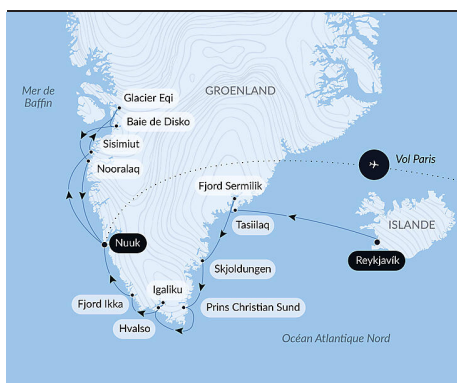 Mer de
Baffin
Glacier Eqi
GROENLAND
Baie de Disko
Sisimiut
Nooralaq
Vol Paris
Fjord Sermilik
Tasiilaq
ISLANDE
Nuuk
Reykjavík
Skjoldungen
Igaliku
Fjord Ikka
Prins Christian Sund
Hvalso
Océan Atlantique Nord